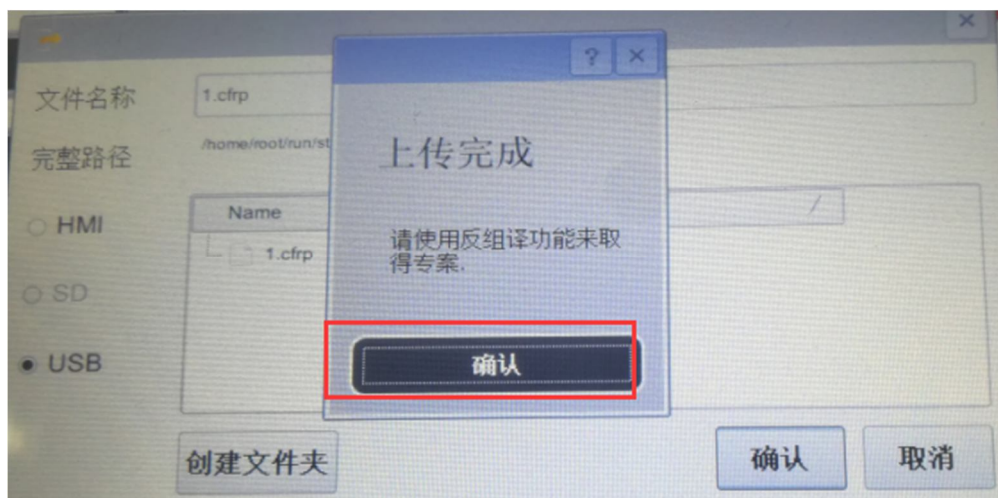 文件名称
1.cfrp
完整路径
/home/root/run/st
HMI
SD
USB
Name
1.cfrp
?
×
×
上传完成
请使用反组译功能来取
得专案.
确认
创建文件夹
确认
取消